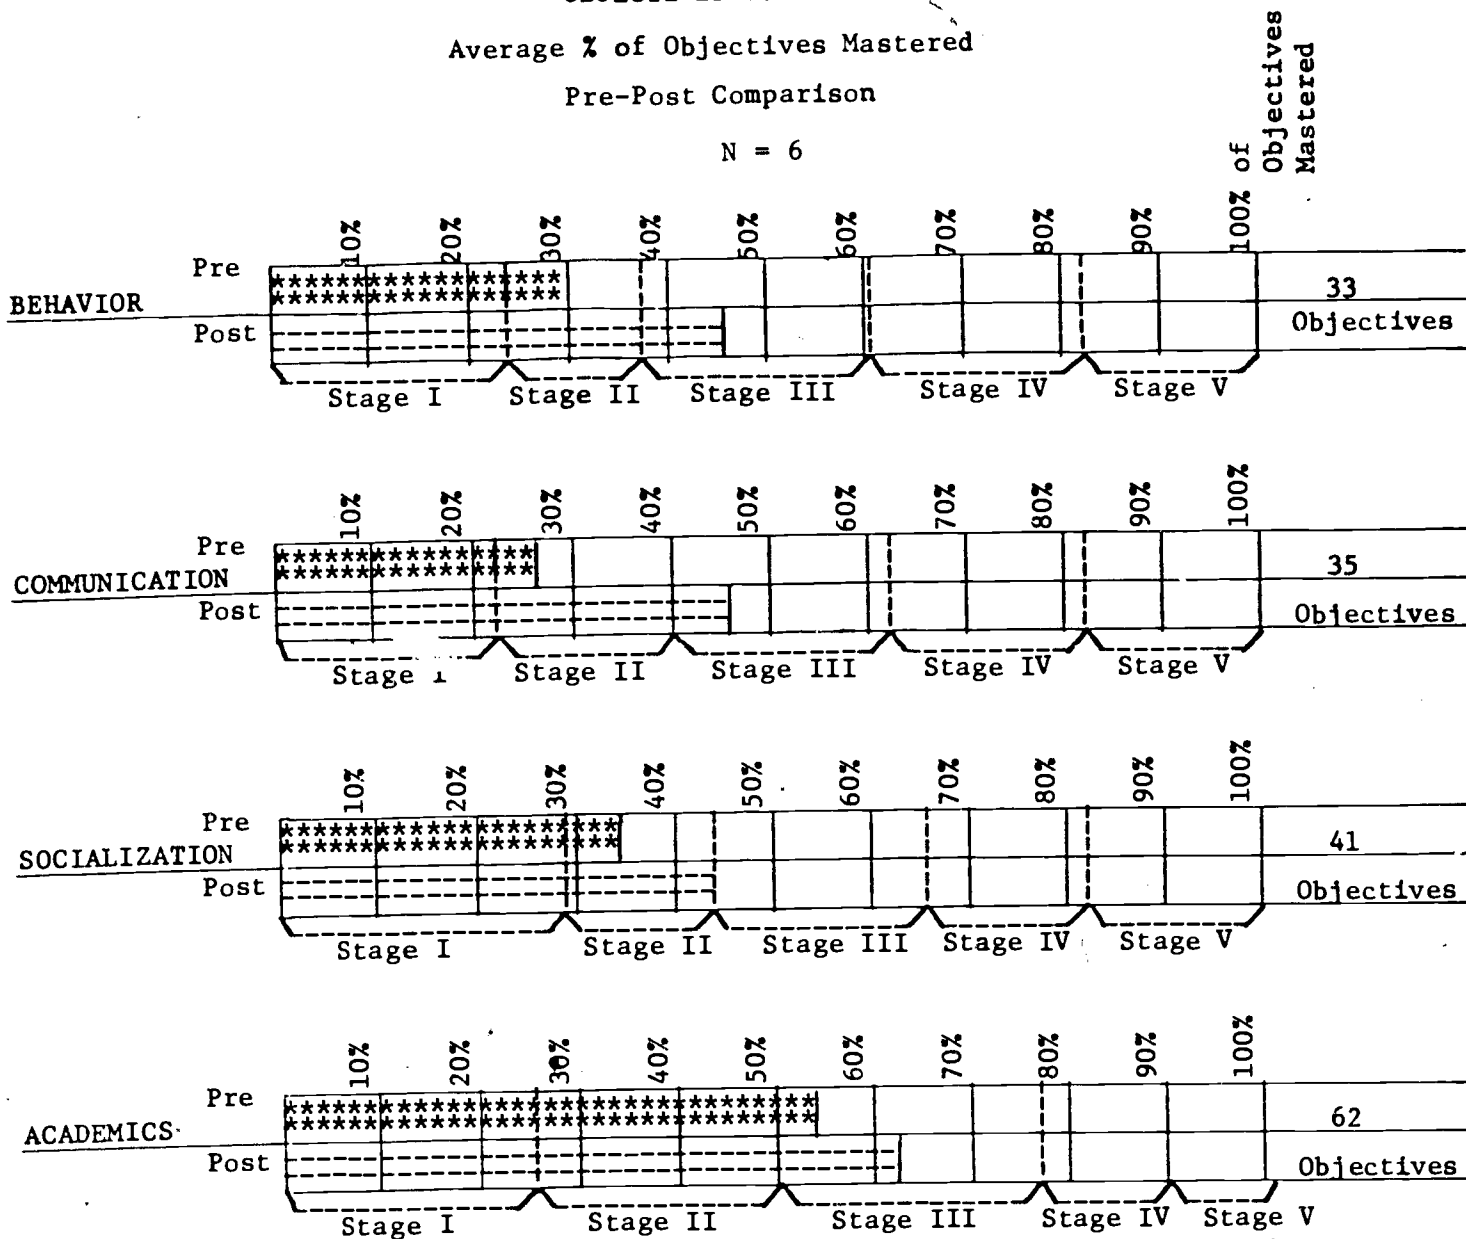 Average % of Objectives Mastered
Pre-Post Comparison
N = 6
100% of Objectives Mastered
10% 20% 30% 40% 50% 60% 70% 80% 90%
Pre
BEHAVIOR
33
Post
Objectives
Stage I Stage II Stage III Stage IV Stage V
10% 20% 30% 40% 50% 60% 70% 80% 90% 100%
Pre
COMMUNICATION
35
Post
Objectives
Stage I Stage II Stage III Stage IV Stage V
10% 20% 30% 40% 50% 60% 70% 80% 90% 100%
Pre
SOCIALIZATION
41
Post
Objectives
Stage I Stage II Stage III Stage IV Stage V
10% 20% 30% 40% 50% 60% 70% 80% 90% 100%
Pre
ACADEMICS
62
Post
Objectives
Stage I Stage II Stage III Stage IV Stage V